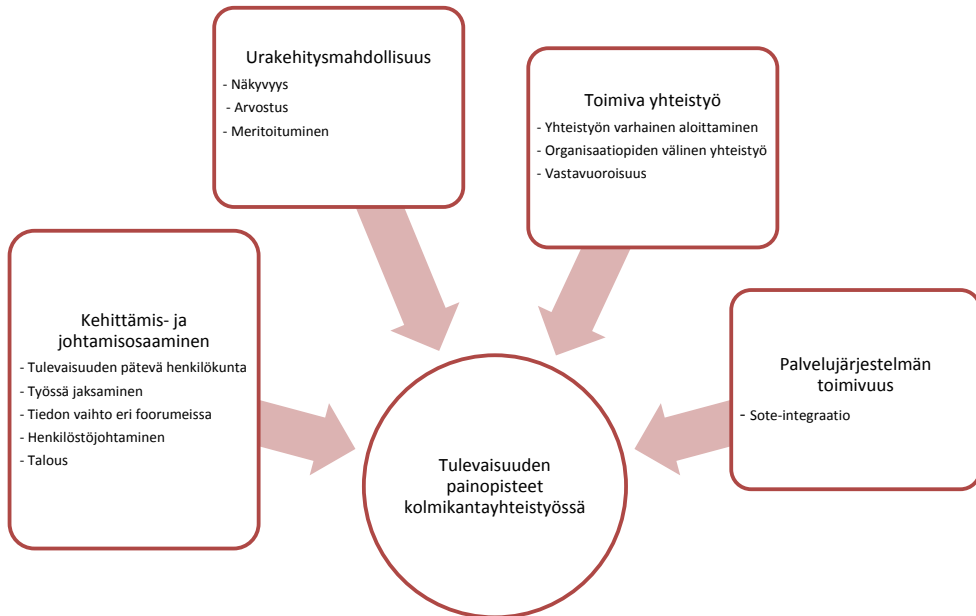 Urakehitysmahdollisuus
- Näkyvyys
- Arvostus
- Meritoituminen
Toimiva yhteistyö
- Yhteistyön varhainen aloittaminen
- Organisaatiopiden välinen yhteistyö
- Vastavuoroisuus
Kehittämis- ja
johtamisosaaminen
- Tulevaisuuden pätevä henkilökunta
- Työssä jaksaminen
- Tiedon vaihto eri foorumeissa
- Henkilöstöjohtaminen
- Talous
Palvelujärjestelmän
toimivuus
- Sote-integraatio
Tulevaisuuden
painopisteet
kolmikantayhteistyössä